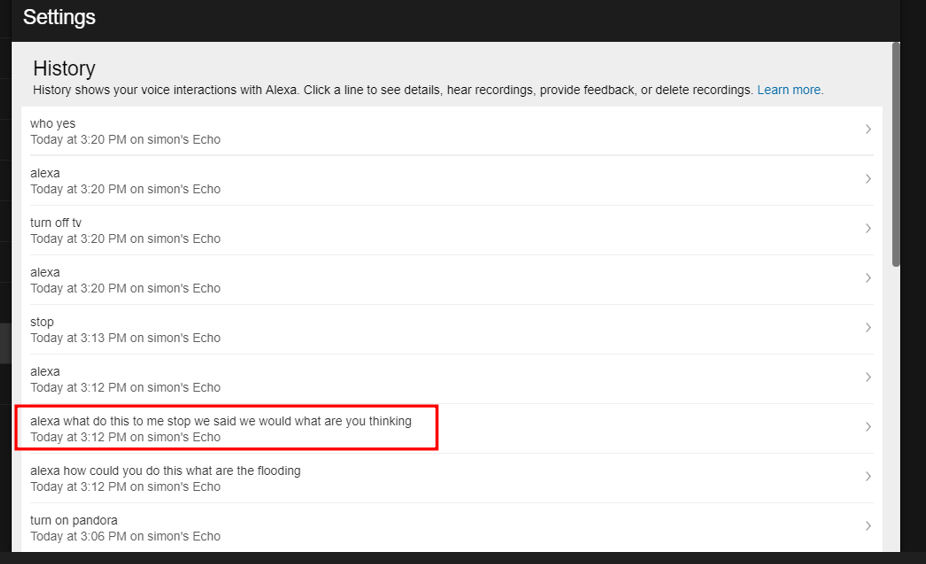 Settings
History
History shows your voice interactions with Alexa. Click a line to see details, hear recordings, provide feedback, or delete recordings. Learn more.
who yes
Today at 3:20 PM on simon's Echo
alexa
Today at 3:20 PM on simon's Echo
turn off tv
Today at 3:20 PM on simon's Echo
alexa
Today at 3:20 PM on simon's Echo
stop
Today at 3:13 PM on simon's Echo
alexa
Today at 3:12 PM on simon's Echo
alexa what do this to me stop we said we would what are you thinking
Today at 3:12 PM on simon's Echo
alexa how could you do this what are the flooding
Today at 3:12 PM on simon's Echo
turn on pandora
Today at 3:06 PM on simon's Echo